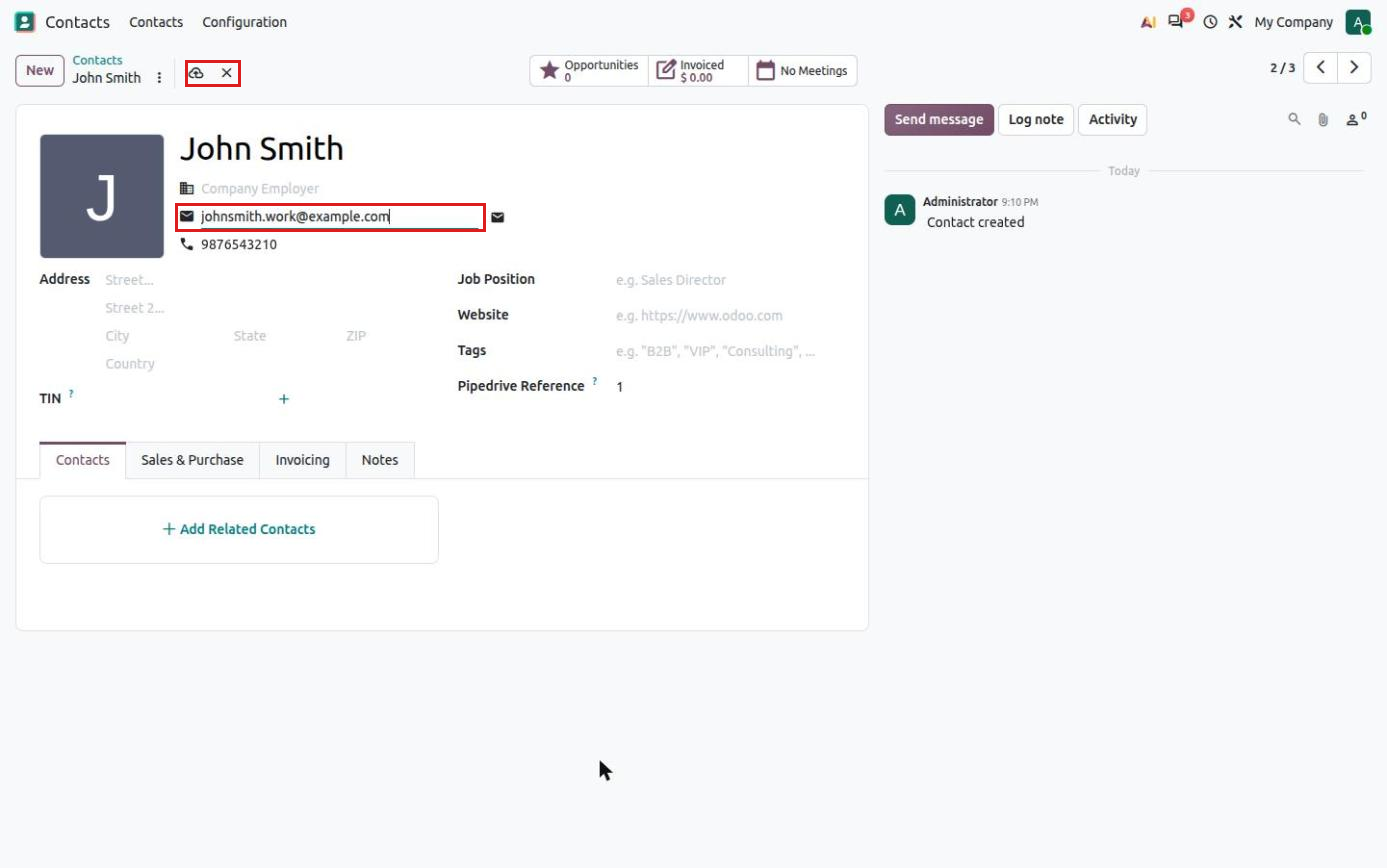 Contacts Contacts Configuration
AI 3 My Company A
New Contacts
John Smith
Opportunities 0 Invoiced $ 0.00 No Meetings
2 / 3
J
John Smith
Company Employer
johnsmith.work@example.com
9876543210
Address Street...
Street 2...
City State ZIP
Country
TIN ?
+
Job Position e.g. Sales Director
Website e.g. https://www.odoo.com
Tags e.g. "B2B", "VIP", "Consulting", ...
Pipedrive Reference ? 1
Contacts Sales & Purchase Invoicing Notes
+ Add Related Contacts
Send message Log note Activity 0
Today
A Administrator 9:10 PM
Contact created